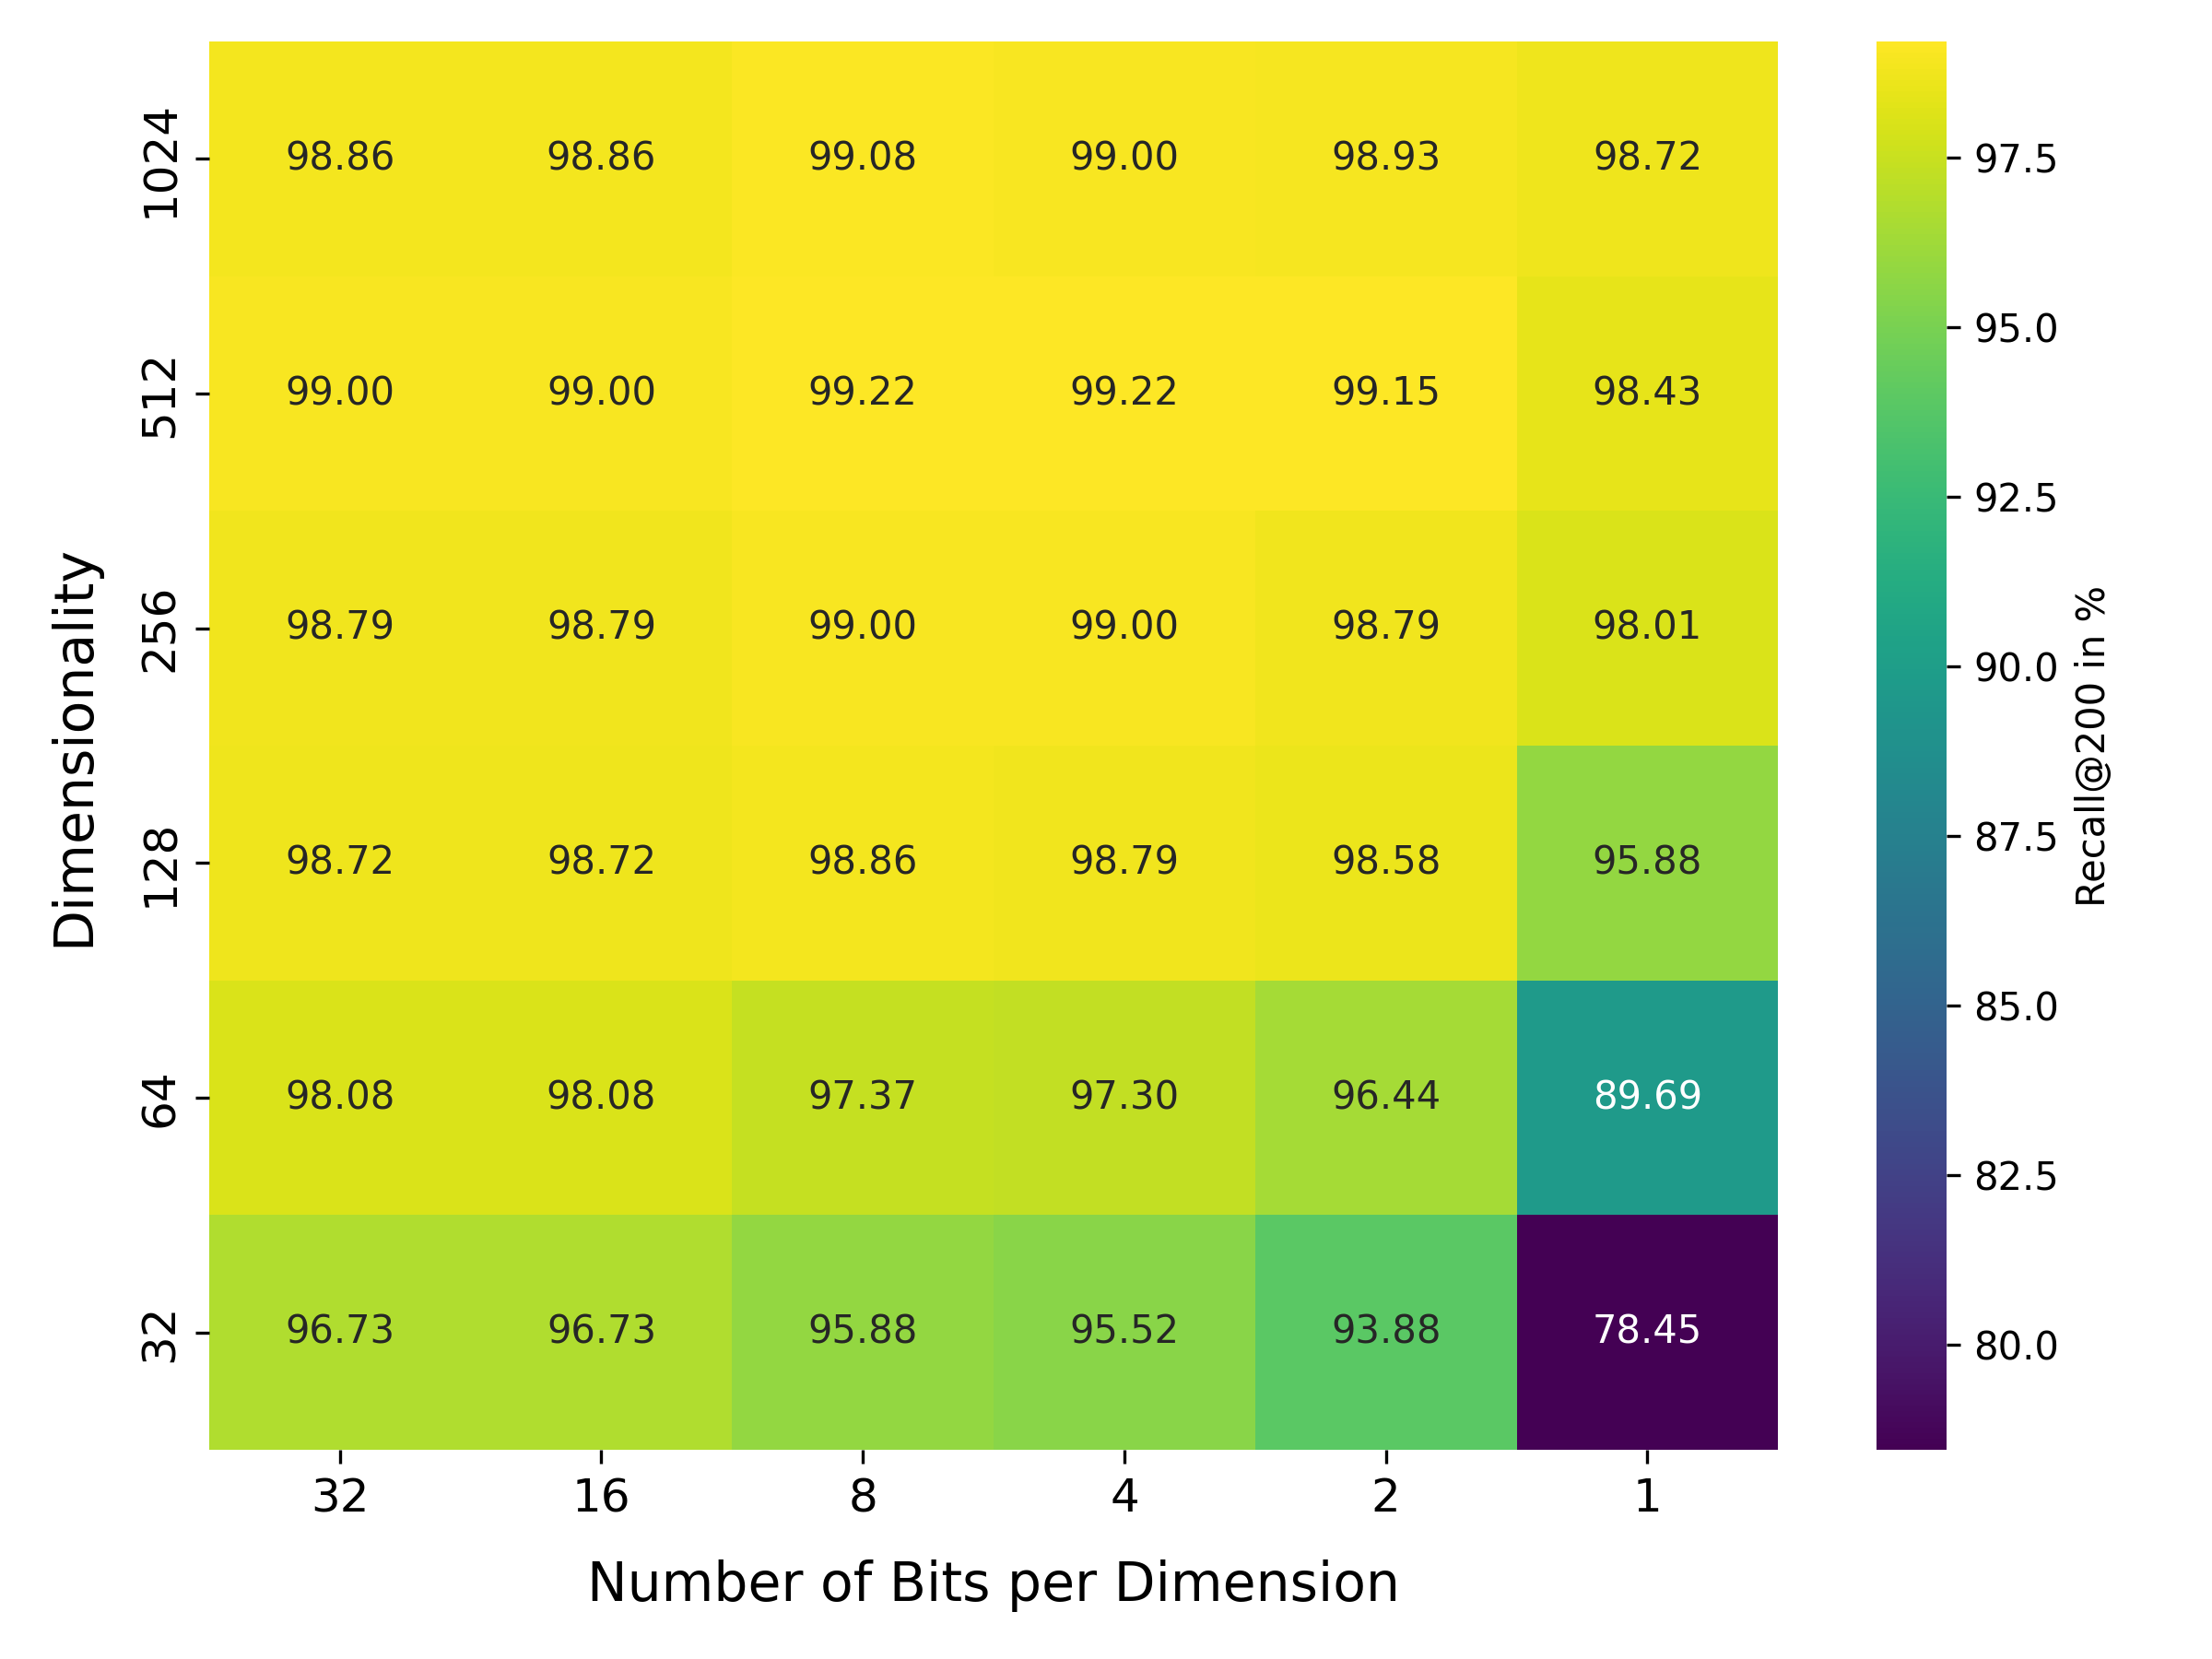 1024 98.86 98.86 99.08 99.00 98.93 98.72
512 99.00 99.00 99.22 99.22 99.15 98.43
256 98.79 98.79 99.00 99.00 98.79 98.01
128 98.72 98.72 98.86 98.79 98.58 95.88
64 98.08 98.08 97.37 97.30 96.44 89.69
32 96.73 96.73 95.88 95.52 93.88 78.45
32 16 8 4 2 1
Number of Bits per Dimension
Dimensionality
97.5
95.0
92.5
90.0
87.5
85.0
82.5
80.0
Recall@200 in %